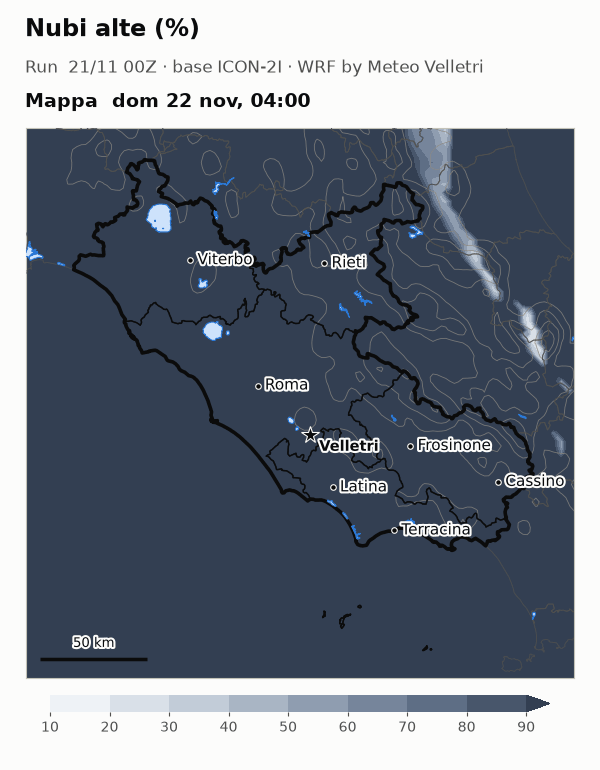 Nubi alte (%)
Run 21/11 00Z · base ICON-2I · WRF by Meteo Velletri
Mappa dom 22 nov, 04:00
Viterbo
Rieti
Roma
Velletri
Frosinone
Cassino
Latina
Terracina
50 km
10 20 30 40 50 60 70 80 90